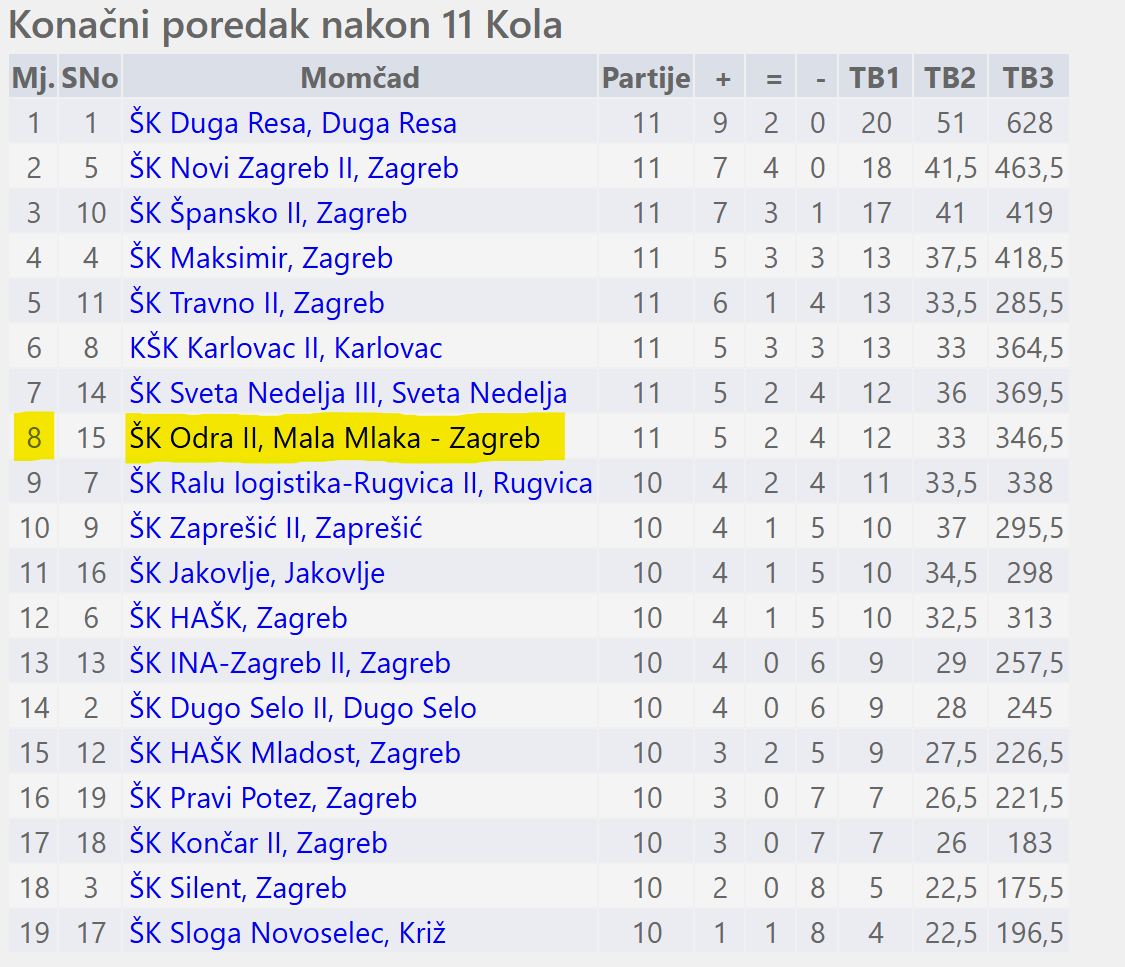 Konačni poredak nakon 11 Kola
Mj. SNo Momčad Partije + = - TB1 TB2 TB3
1 1 ŠK Duga Resa, Duga Resa 11 9 2 0 20 51 628
2 5 ŠK Novi Zagreb II, Zagreb 11 7 4 0 18 41,5 463,5
3 10 ŠK Špansko II, Zagreb 11 7 3 1 17 41 419
4 4 ŠK Maksimir, Zagreb 11 5 3 3 13 37,5 418,5
5 11 ŠK Travno II, Zagreb 11 6 1 4 13 33,5 285,5
6 8 KŠK Karlovac II, Karlovac 11 5 3 3 13 33 364,5
7 14 ŠK Sveta Nedelja III, Sveta Nedelja 11 5 2 4 12 36 369,5
8 15 ŠK Odra II, Mala Mlaka - Zagreb 11 5 2 4 12 33 346,5
9 7 ŠK Ralu logistika-Rugvica II, Rugvica 10 4 2 4 11 33,5 338
10 9 ŠK Zaprešić II, Zaprešić 10 4 1 5 10 37 295,5
11 16 ŠK Jakovlje, Jakovlje 10 4 1 5 10 34,5 298
12 6 ŠK HAŠK, Zagreb 10 4 1 5 10 32,5 313
13 13 ŠK INA-Zagreb II, Zagreb 10 4 0 6 9 29 257,5
14 2 ŠK Dugo Selo II, Dugo Selo 10 4 0 6 9 28 245
15 12 ŠK HAŠK Mladost, Zagreb 10 3 2 5 9 27,5 226,5
16 19 ŠK Pravi Potez, Zagreb 10 3 0 7 7 26,5 221,5
17 18 ŠK Končar II, Zagreb 10 3 0 7 7 26 183
18 3 ŠK Silent, Zagreb 10 2 0 8 5 22,5 175,5
19 17 ŠK Sloga Novoselec, Križ 10 1 1 8 4 22,5 196,5